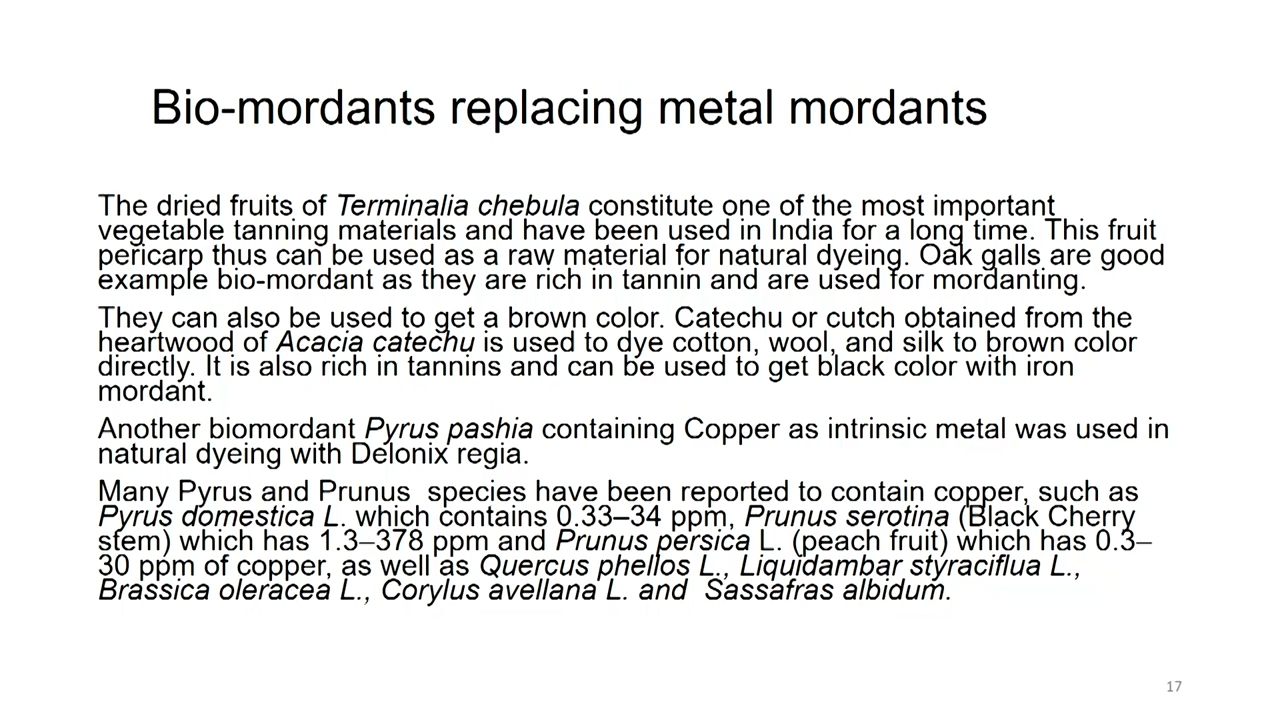 Bio-mordants replacing metal mordants
The dried fruits of Terminalia chebula constitute one of the most important
vegetable tanning materials and have been used in India for a long time. This fruit
pericarp thus can be used as a raw material for natural dyeing. Oak galls are good
example bio-mordant as they are rich in tannin and are used for mordanting.
They can also be used to get a brown color. Catechu or cutch obtained from the
heartwood of Acacia catechu is used to dye cotton, wool, and silk to brown color
directly. It is also rich in tannins and can be used to get black color with iron
mordant.
Another biomordant Pyrus pashia containing Copper as intrinsic metal was used in
natural dyeing with Delonix regia.
Many Pyrus and Prunus  species have been reported to contain copper, such as
Pyrus domestica L. which contains 0.33–34 ppm, Prunus serotina (Black Cherry
stem) which has 1.3–378 ppm and Prunus persica L. (peach fruit) which has 0.3–
30 ppm of copper, as well as Quercus phellos L., Liquidambar styraciflua L.,
Brassica oleracea L., Corylus avellana L. and  Sassafras albidum.
17